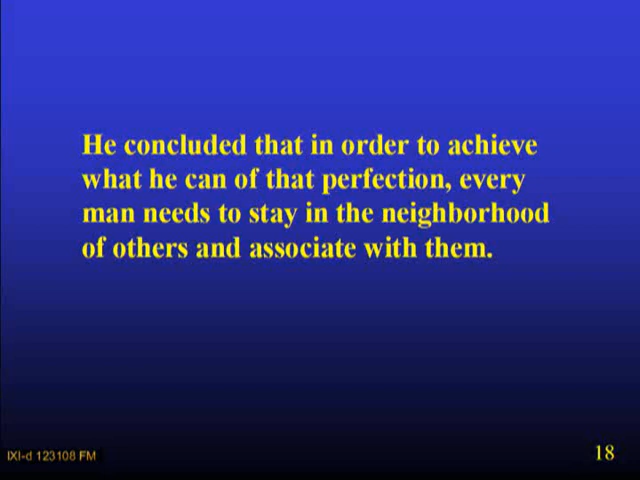 He concluded that in order to achieve
what he can of that perfection, every
man needs to stay in the neighborhood
of others and associate with them.
IXI-d 123108 FM
18